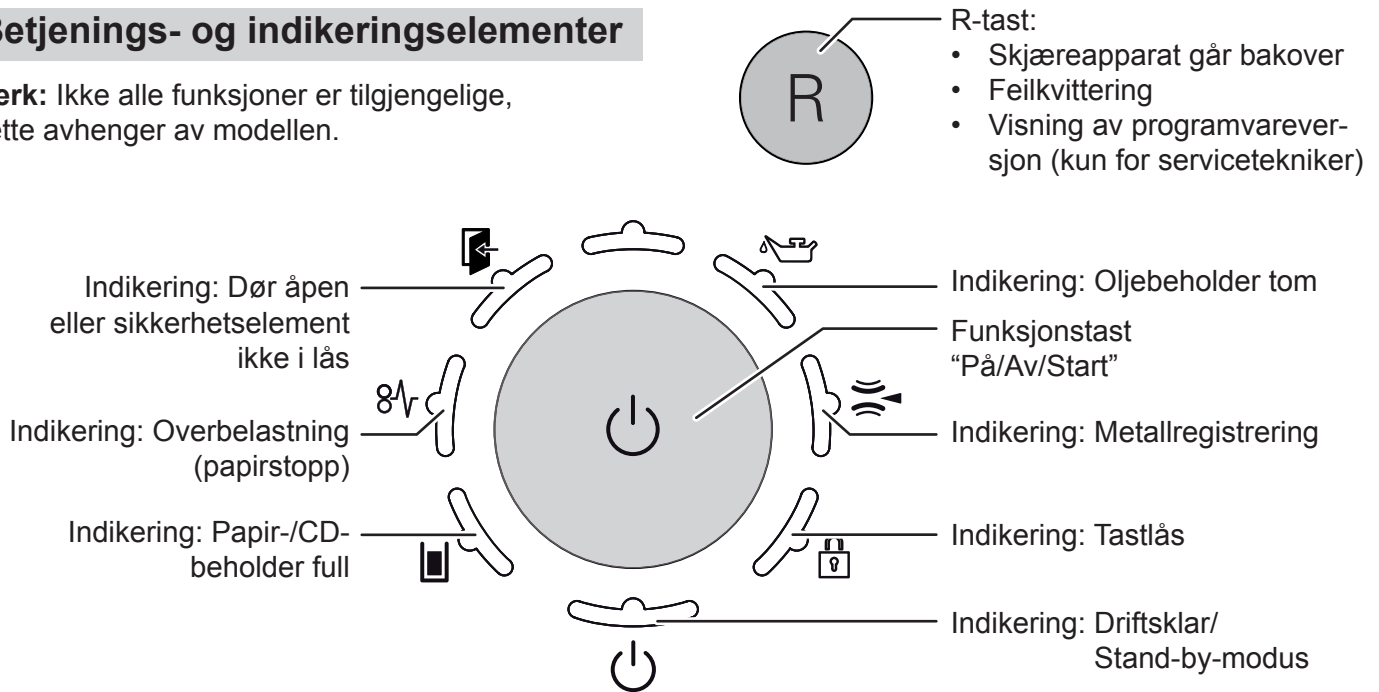 Betjenings- og indikeringselementer
erk: Ikke alle funksjoner er tilgjengelige,
ette avhenger av modellen.
R
R-tast:
• Skjæreapparat går bakover
• Feilkvittering
• Visning av programvarever-
sjon (kun for servicetekniker)
Indikering: Dør åpen
eller sikkerhetselement
ikke i lås
Indikering: Overbelastning
(papirstopp)
Indikering: Papir-/CD-
beholder full
Indikering: Oljebeholder tom
Funksjonstast
“På/Av/Start”
Indikering: Metallregistrering
Indikering: Tastlås
Indikering: Driftsklar/
Stand-by-modus